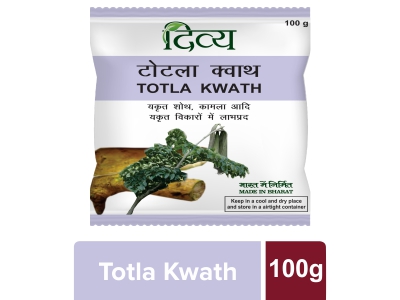 100 g
दिव्य
टोटला क्वाथ
TOTLA KWATH
यकृत शोथ, कामला आदि
यकृत विकारों में लाभप्रद
भारत में निर्मित
MADE IN BHARAT
Keep in a cool and dry place
and store in a airtight container
Totla Kwath
100g